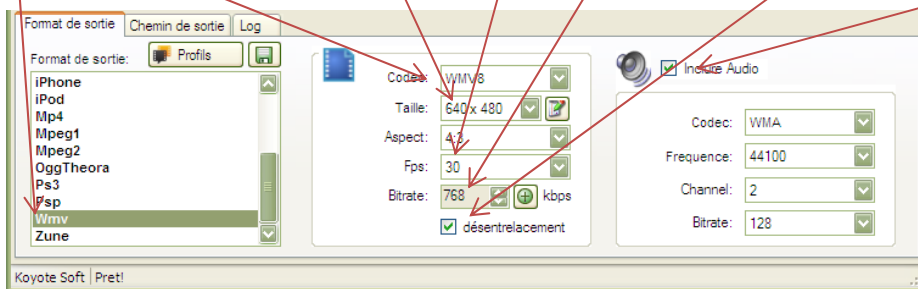 Format de sortie Chemin de sortie Log
Format de sortie: Profils
iPhone
iPod
Mp4
Mpeg1
Mpeg2
OggTheora
Ps3
Psp
Wmv
Zune
Codec: WMV8
Taille: 640 x 480
Aspect: 4:3
Fps: 30
Bitrate: 768 kbps
désentrelacement
Inclure Audio
Codec: WMA
Frequence: 44100
Channel: 2
Bitrate: 128
Koyote Soft Pret!